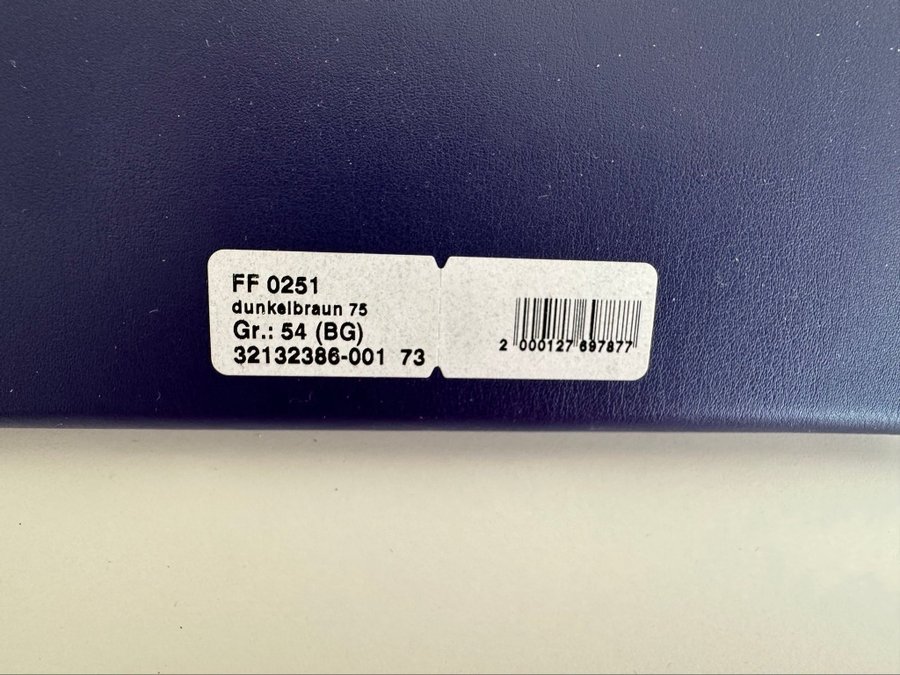 FF 0251
dunkelbraun 75
Gr.: 54 (BG)
32132386-001 73
2 000127 697877